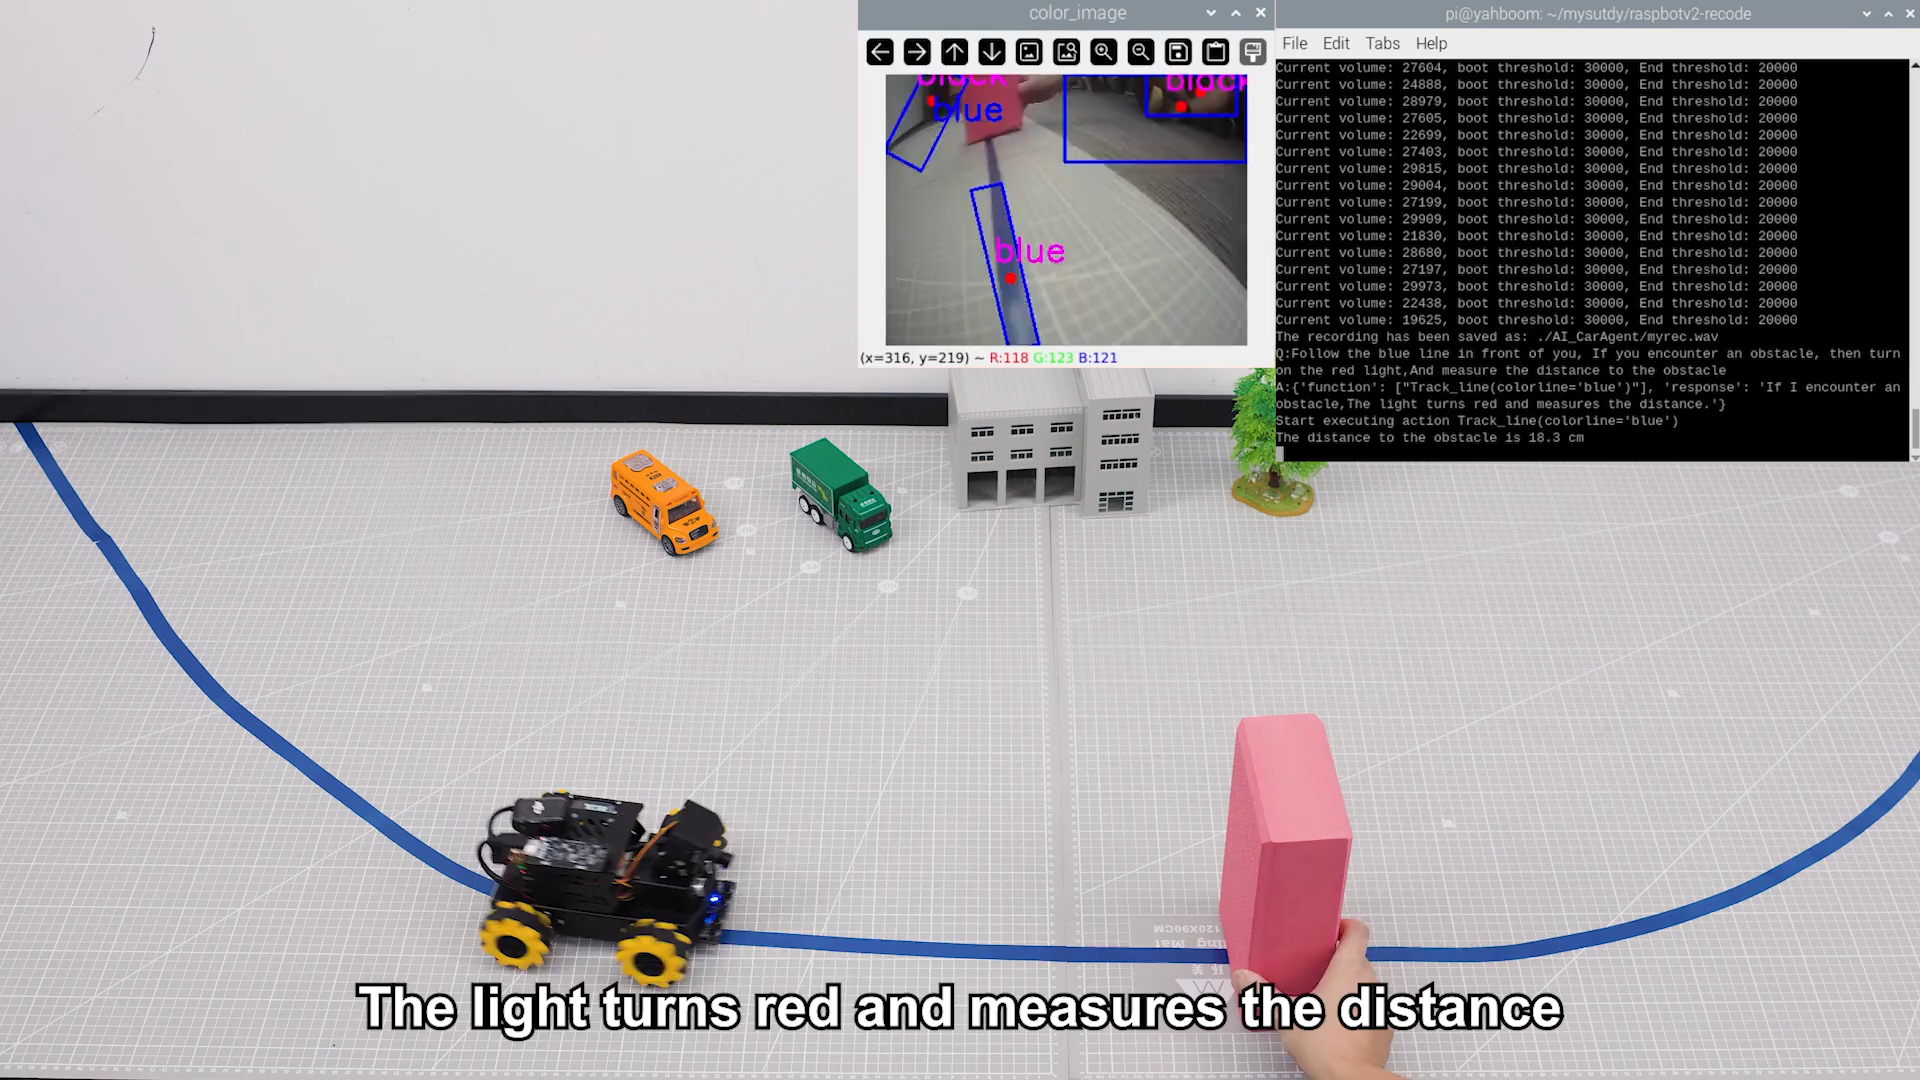 color_image
pi@yahboom: ~/mysutdy/raspbotv2-recode
File Edit Tabs Help
Current volume: 27604, boot threshold: 30000, End threshold: 20000
Current volume: 24888, boot threshold: 30000, End threshold: 20000
Current volume: 28979, boot threshold: 30000, End threshold: 20000
Current volume: 27605, boot threshold: 30000, End threshold: 20000
Current volume: 22699, boot threshold: 30000, End threshold: 20000
Current volume: 27403, boot threshold: 30000, End threshold: 20000
Current volume: 29815, boot threshold: 30000, End threshold: 20000
Current volume: 29004, boot threshold: 30000, End threshold: 20000
Current volume: 27199, boot threshold: 30000, End threshold: 20000
Current volume: 29909, boot threshold: 30000, End threshold: 20000
Current volume: 21830, boot threshold: 30000, End threshold: 20000
Current volume: 28680, boot threshold: 30000, End threshold: 20000
Current volume: 27197, boot threshold: 30000, End threshold: 20000
Current volume: 29973, boot threshold: 30000, End threshold: 20000
Current volume: 22438, boot threshold: 30000, End threshold: 20000
Current volume: 19625, boot threshold: 30000, End threshold: 20000
The recording has been saved as: ./AI_CarAgent/myrec.wav
Q:Follow the blue line in front of you, If you encounter an obstacle, then turn
on the red light,And measure the distance to the obstacle
A:{'function': ["Track_line(colorline='blue')"], 'response': 'If I encounter an
obstacle,The light turns red and measures the distance.'}
Start executing action Track_line(colorline='blue')
The distance to the obstacle is 18.3 cm
black
blue
black
blue
(x=316, y=219) ~ R:118 G:123 B:121
120X90CM
The light turns red and measures the distance